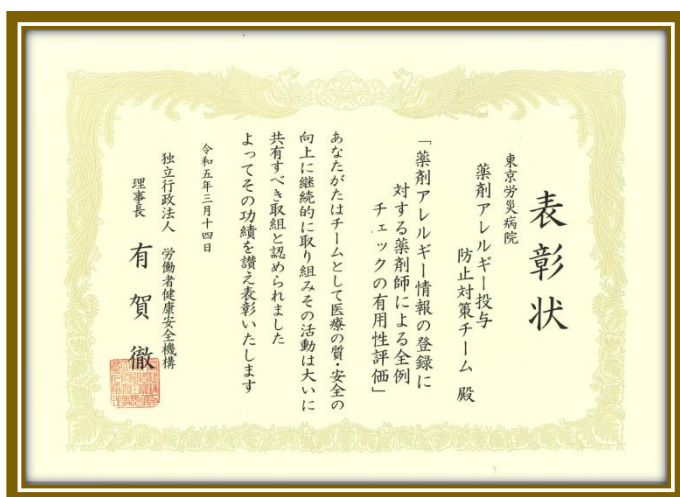 表彰状
東京労災病院
薬剤アレルギー投与
防止対策チーム 殿
「薬剤アレルギー情報の登録に
対する薬剤師による全例
チェックの有用性評価」
あなたがたはチームとして医療の質・安全の
向上に継続的に取り組みその活動は大いに
共有すべき取組と認められました
よってその功績を讃え表彰いたします
令和五年三月十四日
独立行政法人 労働者健康安全機構
理事長 有賀徹